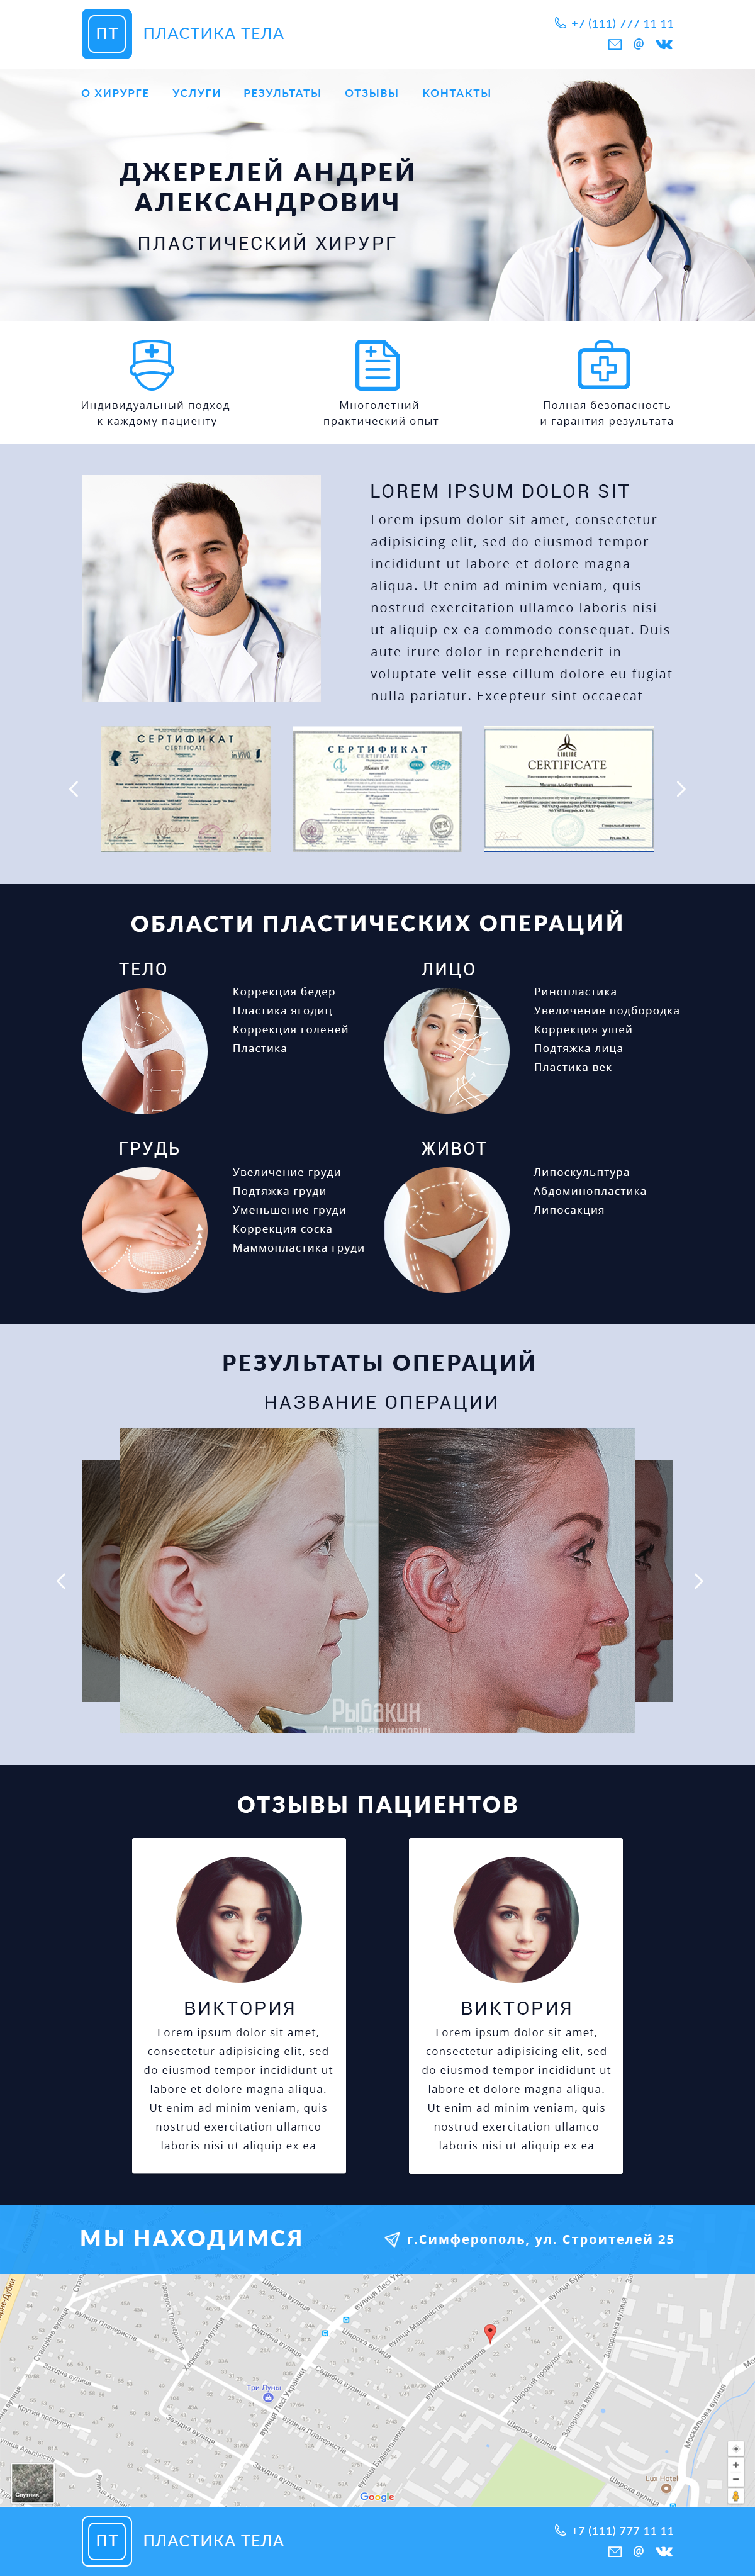 ПТ
ПЛАСТИКА ТЕЛА
+7 (111) 777 11 11
О ХИРУРГЕ УСЛУГИ РЕЗУЛЬТАТЫ ОТЗЫВЫ КОНТАКТЫ
ДЖЕРЕЛЕЙ АНДРЕЙ
АЛЕКСАНДРОВИЧ
ПЛАСТИЧЕСКИЙ ХИРУРГ
Индивидуальный подход
к каждому пациенту
Многолетний
практический опыт
Полная безопасность
и гарантия результата
LOREM IPSUM DOLOR SIT
Lorem ipsum dolor sit amet, consectetur
adipisicing elit, sed do eiusmod tempor
incididunt ut labore et dolore magna
aliqua. Ut enim ad minim veniam, quis
nostrud exercitation ullamco laboris nisi
ut aliquip ex ea commodo consequat. Duis
aute irure dolor in reprehenderit in
voluptate velit esse cillum dolore eu fugiat
nulla pariatur. Excepteur sint occaecat
СЕРТИФИКАТ
CERTIFICATE
СЕРТИФИКАТ
CERTIFICATE
CERTIFICATE
ОБЛАСТИ ПЛАСТИЧЕСКИХ ОПЕРАЦИЙ
ТЕЛО
Коррекция бедер
Пластика ягодиц
Коррекция голеней
Пластика
ЛИЦО
Ринопластика
Увеличение подбородка
Коррекция ушей
Подтяжка лица
Пластика век
ГРУДЬ
Увеличение груди
Подтяжка груди
Уменьшение груди
Коррекция соска
Маммопластика груди
ЖИВОТ
Липоскульптура
Абдоминопластика
Липосакция
РЕЗУЛЬТАТЫ ОПЕРАЦИЙ
НАЗВАНИЕ ОПЕРАЦИИ
Рыбакин
Артур Владимирович
ОТЗЫВЫ ПАЦИЕНТОВ
ВИКТОРИЯ
Lorem ipsum dolor sit amet,
consectetur adipisicing elit, sed
do eiusmod tempor incididunt ut
labore et dolore magna aliqua.
Ut enim ad minim veniam, quis
nostrud exercitation ullamco
laboris nisi ut aliquip ex ea
ВИКТОРИЯ
Lorem ipsum dolor sit amet,
consectetur adipisicing elit, sed
do eiusmod tempor incididunt ut
labore et dolore magna aliqua.
Ut enim ad minim veniam, quis
nostrud exercitation ullamco
laboris nisi ut aliquip ex ea
МЫ НАХОДИМСЯ
г.Симферополь, ул. Строителей 25
Три Луны
Lux Hotel
Спутник
Google
ПТ
ПЛАСТИКА ТЕЛА
+7 (111) 777 11 11